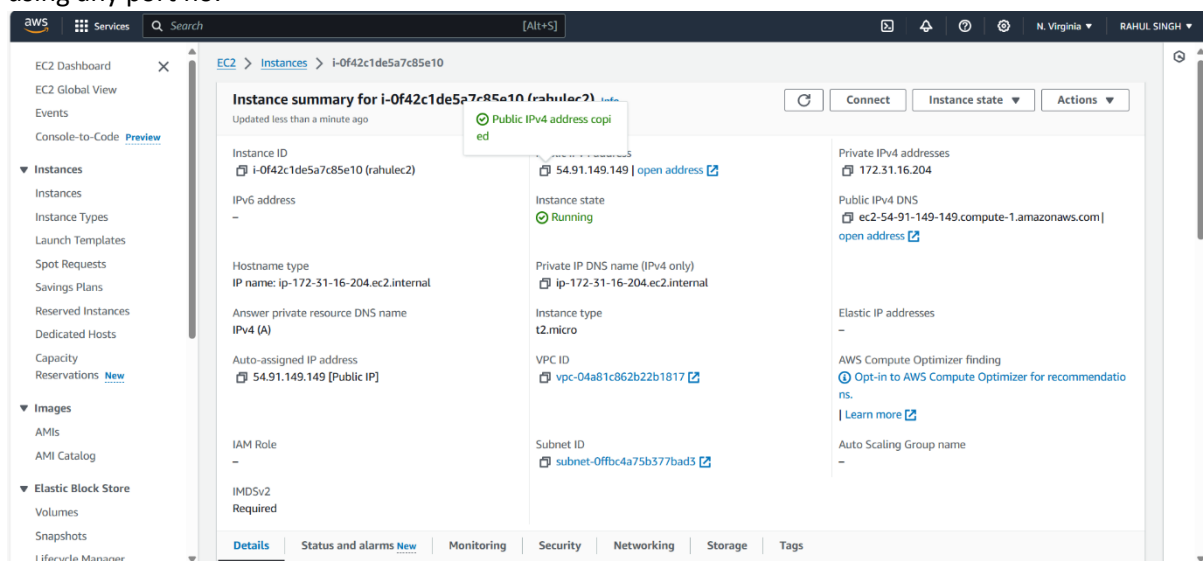 using any port no.
aws
Services
Search
[Alt+S]
N. Virginia
RAHUL SINGH
EC2 Dashboard
EC2 Global View
Events
Console-to-Code Preview
Instances
Instances
Instance Types
Launch Templates
Spot Requests
Savings Plans
Reserved Instances
Dedicated Hosts
Capacity
Reservations New
Images
AMIs
AMI Catalog
Elastic Block Store
Volumes
Snapshots
Lifecycle Manager
EC2 > Instances > i-0f42c1de5a7c85e10
Instance summary for i-0f42c1de5a7c85e10 (rahulec2) Info
Updated less than a minute ago
Connect
Instance state
Actions
Public IPv4 address copi
ed
Instance ID
i-0f42c1de5a7c85e10 (rahulec2)
54.91.149.149 | open address
Private IPv4 addresses
172.31.16.204
IPv6 address
–
Instance state
Running
Public IPv4 DNS
ec2-54-91-149-149.compute-1.amazonaws.com |
open address
Hostname type
IP name: ip-172-31-16-204.ec2.internal
Private IP DNS name (IPv4 only)
ip-172-31-16-204.ec2.internal
Answer private resource DNS name
IPv4 (A)
Instance type
t2.micro
Elastic IP addresses
–
Auto-assigned IP address
54.91.149.149 [Public IP]
VPC ID
vpc-04a81c862b22b1817
AWS Compute Optimizer finding
Opt-in to AWS Compute Optimizer for recommendatio
ns.
| Learn more
IAM Role
–
Subnet ID
subnet-0ffbc4a75b377bad3
Auto Scaling Group name
–
IMDSv2
Required
Details
Status and alarms New
Monitoring
Security
Networking
Storage
Tags